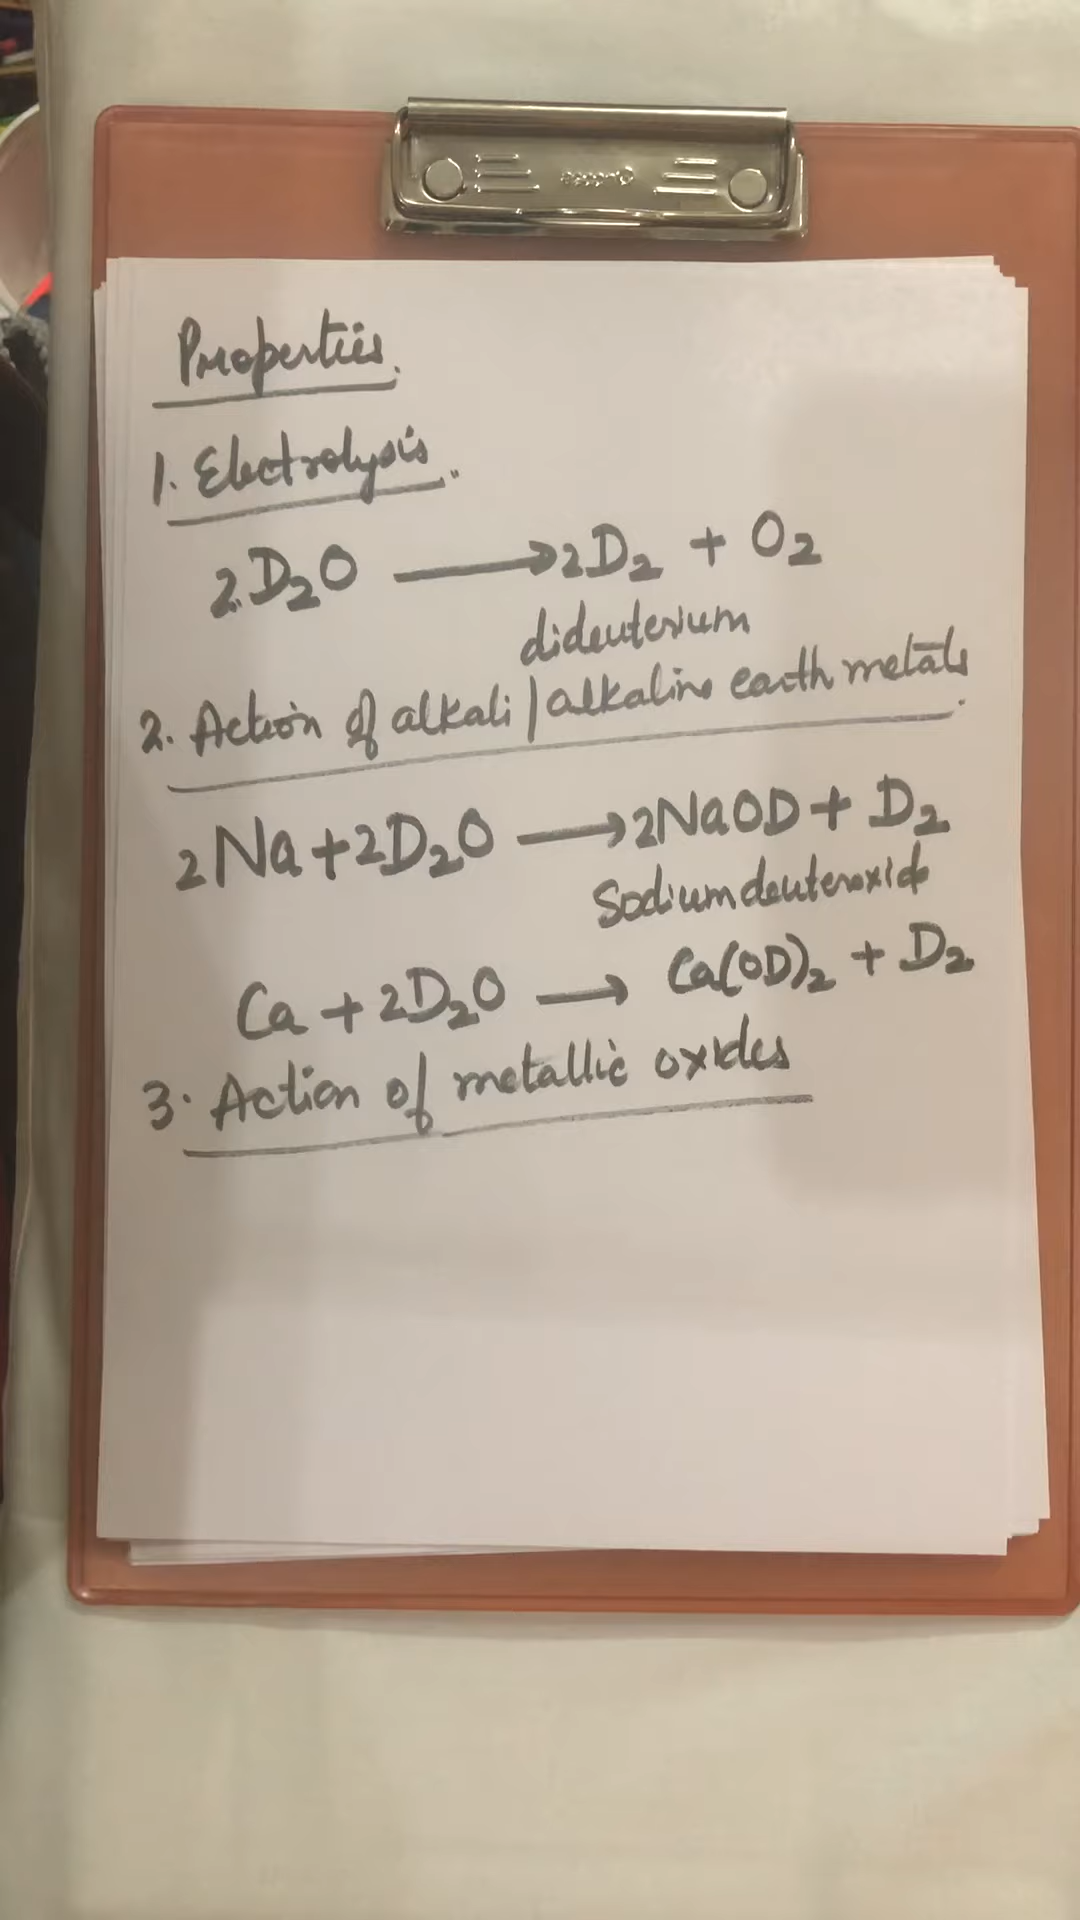 Properties.
1. Electrolysis.
2D₂O ⟶ 2D₂ + O₂
dideuterium
2. Action of alkali / alkaline earth metals.
2Na + 2D₂O ⟶ 2NaOD + D₂
Sodium deuteroxide
Ca + 2D₂O ⟶ Ca(OD)₂ + D₂
3. Action of metallic oxides